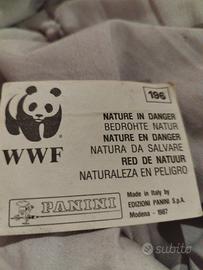 196
NATURE IN DANGER
BEDROHTE NATUR
NATURE EN DANGER
NATURA DA SALVARE
RED DE NATUUR
NATURALEZA EN PELIGRO
WWF
PANINI
Made in Italy by
EDIZIONI PANINI S.p.A.
Modena - 1987
subito